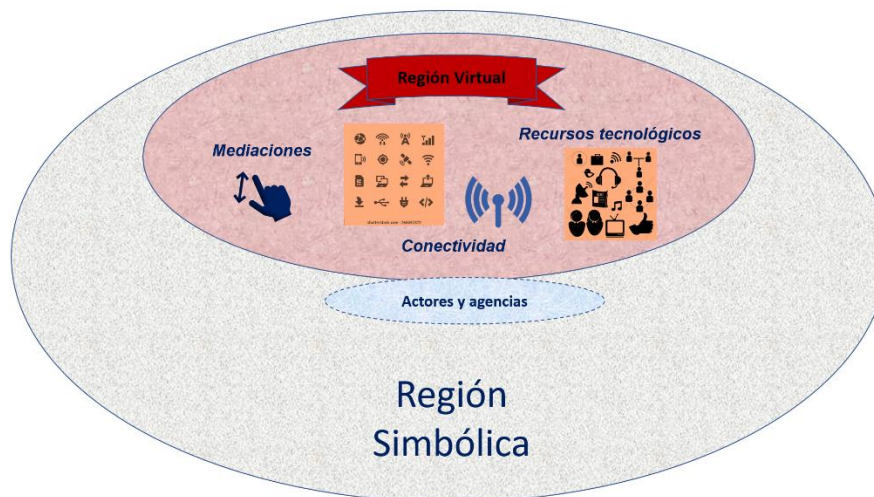 Región Virtual
Mediaciones
Recursos tecnológicos
Conectividad
Actores y agencias
Región
Simbólica